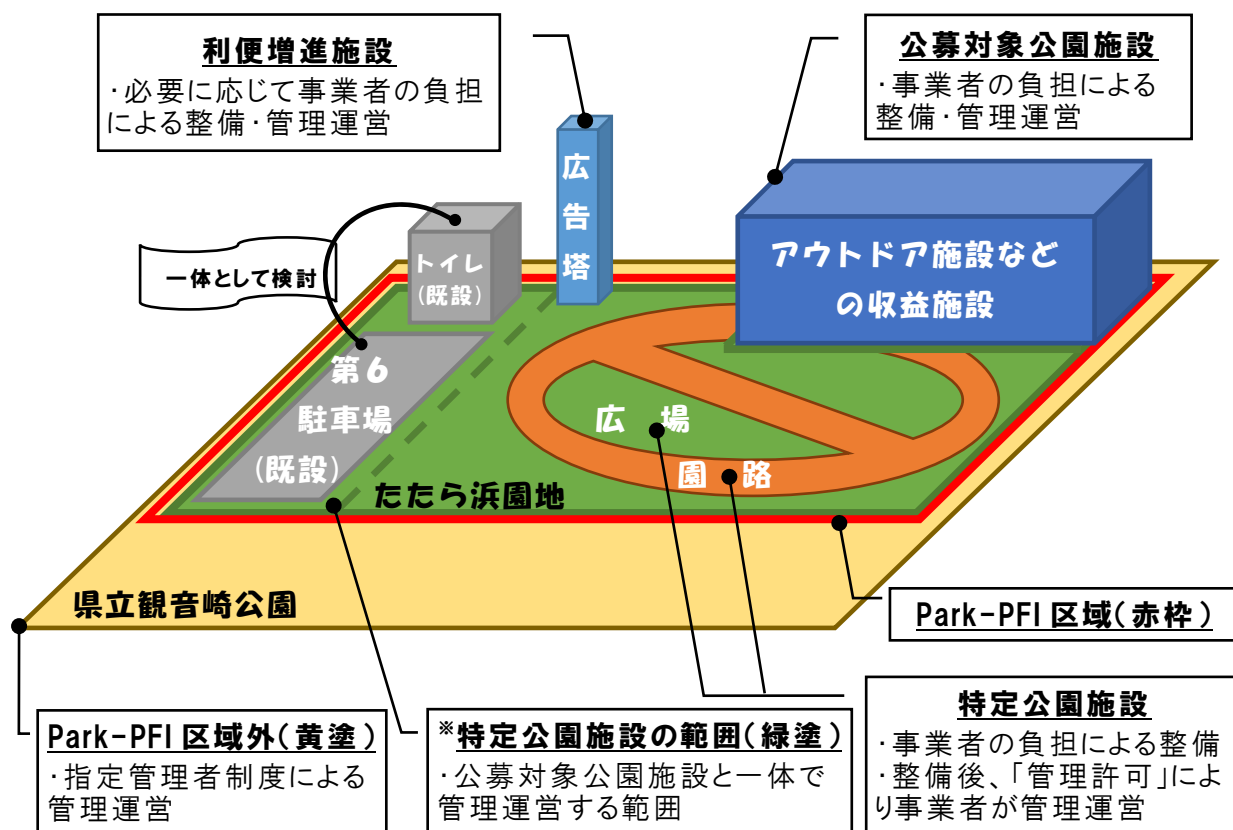 利便増進施設
・必要に応じて事業者の負担
による整備・管理運営
公募対象公園施設
・事業者の負担による
整備・管理運営
広
告
塔
トイレ
(既設)
一体として検討
アウトドア施設など
の収益施設
第6
駐車場
(既設)
広 場
園 路
たたら浜園地
県立観音崎公園
Park-PFI 区域(赤枠)
Park-PFI 区域外(黄塗)
・指定管理者制度による
管理運営
※特定公園施設の範囲(緑塗)
・公募対象公園施設と一体で
管理運営する範囲
特定公園施設
・事業者の負担による整備
・整備後、「管理許可」によ
り事業者が管理運営